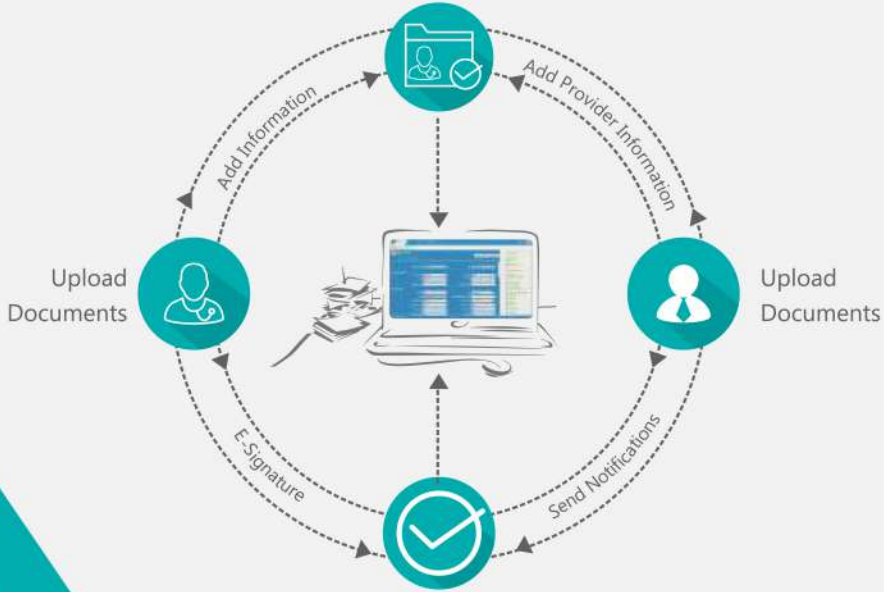 Add Information
Add Provider Information
Upload
Documents
Upload
Documents
E-Signature
Send Notifications